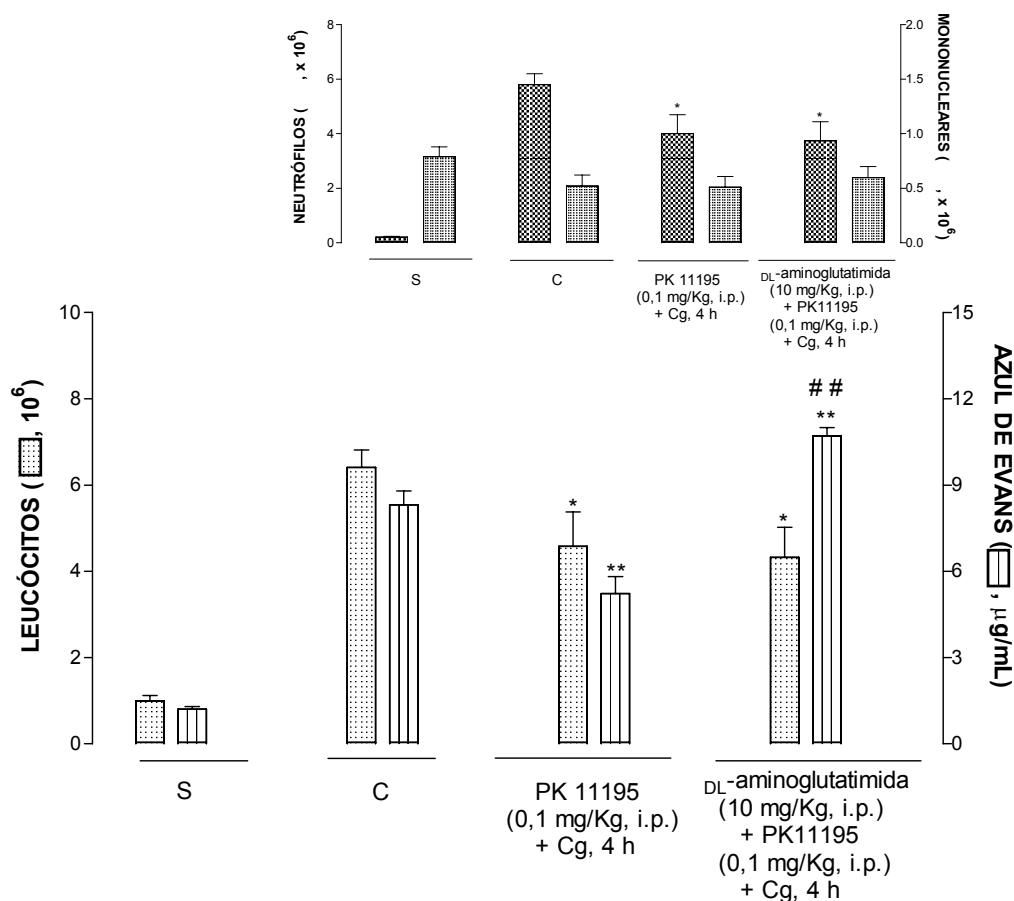 8
6
4
2
0
NEUTRÓFILOS ( , x 10⁶)
2.0
1.5
1.0
0.5
0.0
MONONUCLEARES ( , x 10⁶)
*
*
S
C
PK 11195
(0,1 mg/Kg, i.p.)
+ Cg, 4 h
DL-aminoglutatimida
(10 mg/Kg, i.p.)
+ PK11195
(0,1 mg/Kg, i.p.)
+ Cg, 4 h
10
8
6
4
2
0
LEUCÓCITOS ( , 10⁶)
15
12
9
6
3
0
AZUL DE EVANS ( , µg/mL)
*
**
*
# #
**
S
C
PK 11195
(0,1 mg/Kg, i.p.)
+ Cg, 4 h
DL-aminoglutatimida
(10 mg/Kg, i.p.)
+ PK11195
(0,1 mg/Kg, i.p.)
+ Cg, 4 h